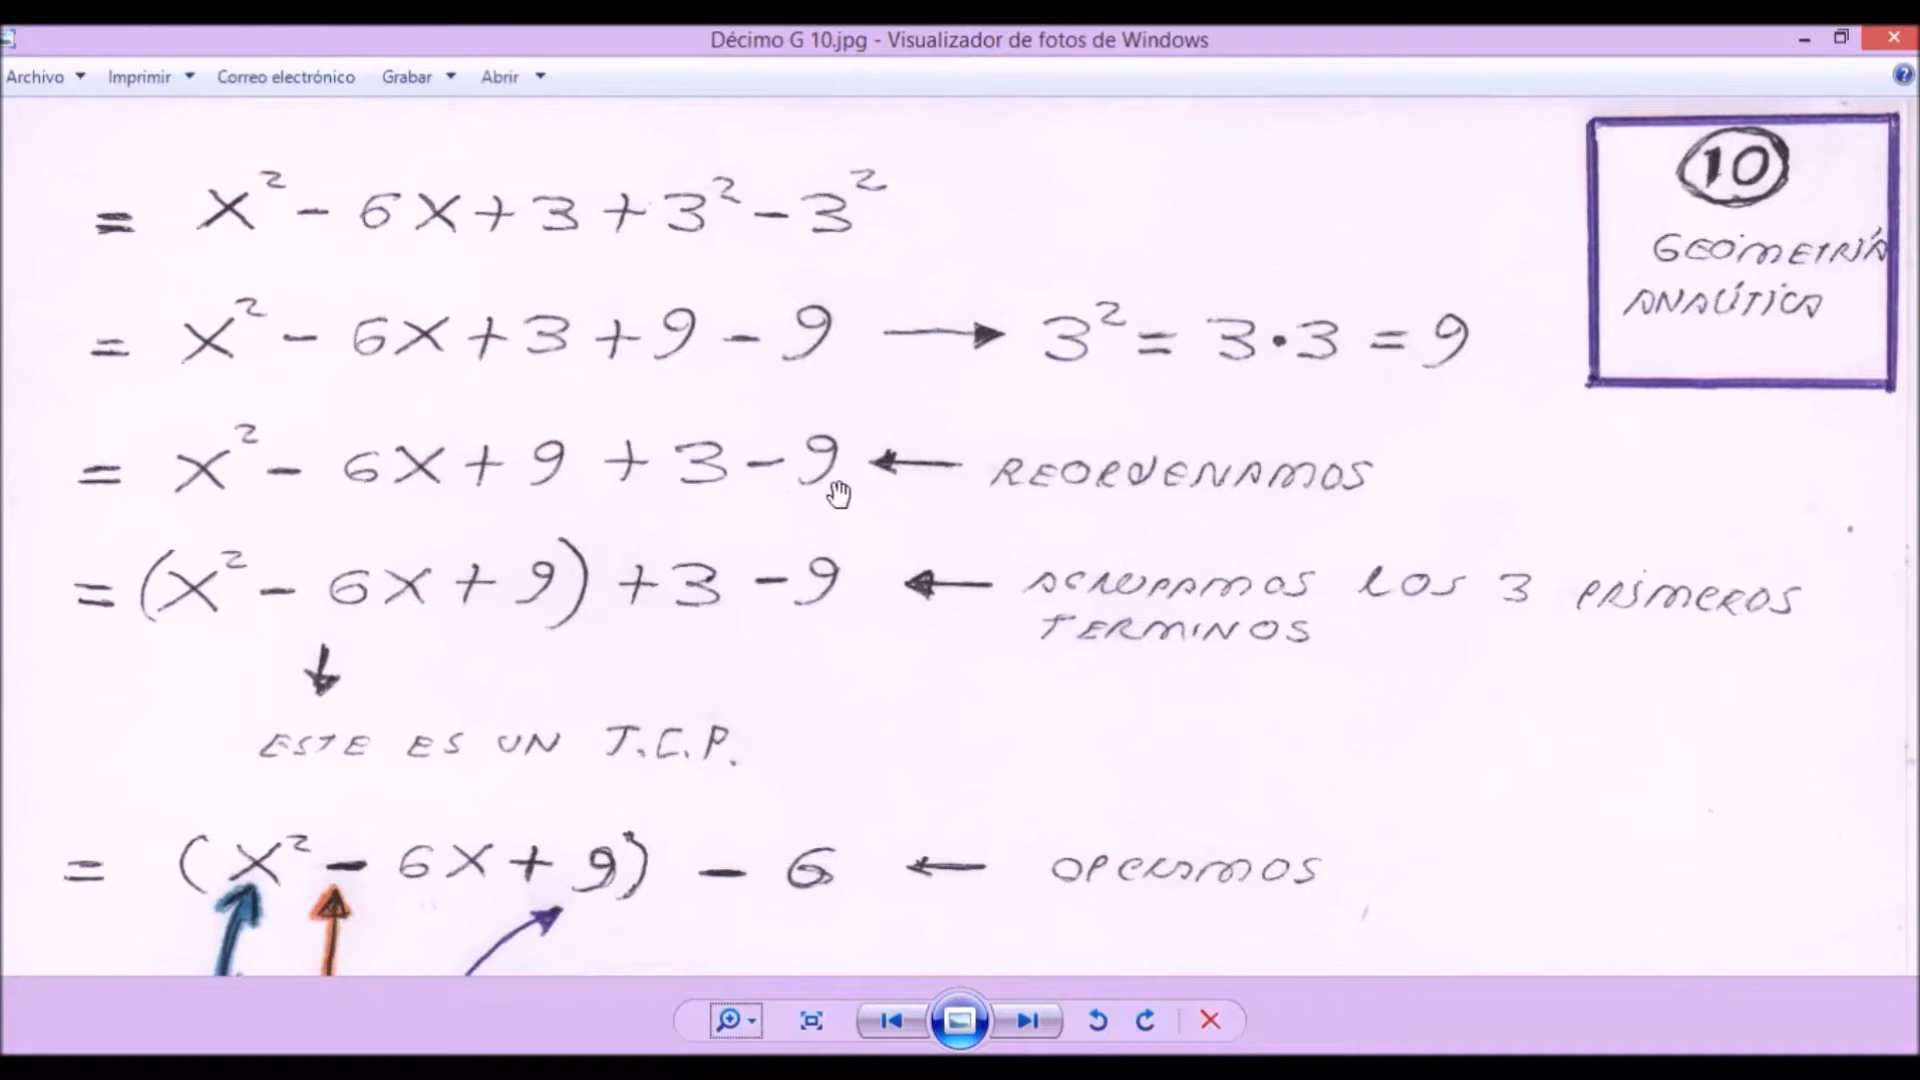 Décimo G 10.jpg - Visualizador de fotos de Windows
Archivo Imprimir Correo electrónico Grabar Abrir
10
GEOMETRÍA
ANALÍTICA
= x² - 6x + 3 + 3² - 3²
= x² - 6x + 3 + 9 - 9 → 3² = 3·3 = 9
= x² - 6x + 9 + 3 - 9 ← REORDENAMOS
= (x² - 6x + 9) + 3 - 9 ← AGRUPAMOS LOS 3 PRIMEROS
TERMINOS
↓
ESTE ES UN T.C.P.
= (x² - 6x + 9) - 6 ← OPERAMOS